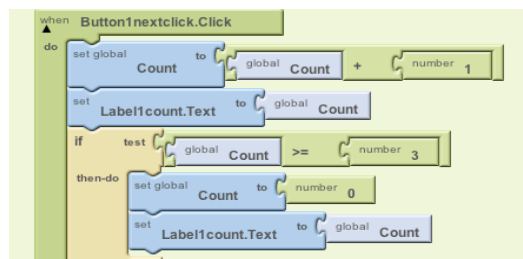 when Button1nextclick.Click
do set global Count to global Count + number 1
set Label1count.Text to global Count
if test global Count >= number 3
then-do set global Count to number 0
set Label1count.Text to global Count